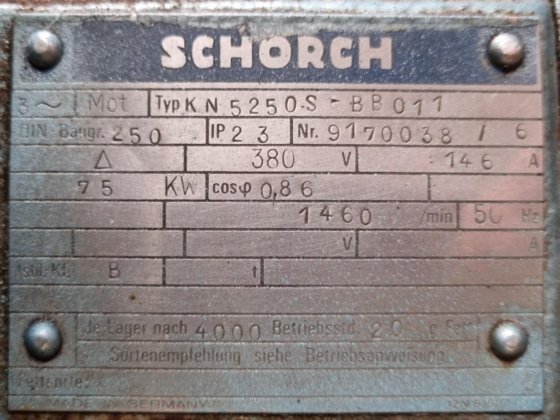 SCHORCH
3~ Mot Typ KN 5250-S-BB011
DIN-Baugr. 250 IP 23 Nr. 9170038 / 6
Δ 380 V 146 A
75 KW cosφ 0,86
1460 /min 50 Hz
V A
Isol.-Kl. B t
Je Lager nach 4000 Betriebsstd. 20 g Fett
Sortenempfehlung siehe Betriebsanweisung
MADE IN GERMANY